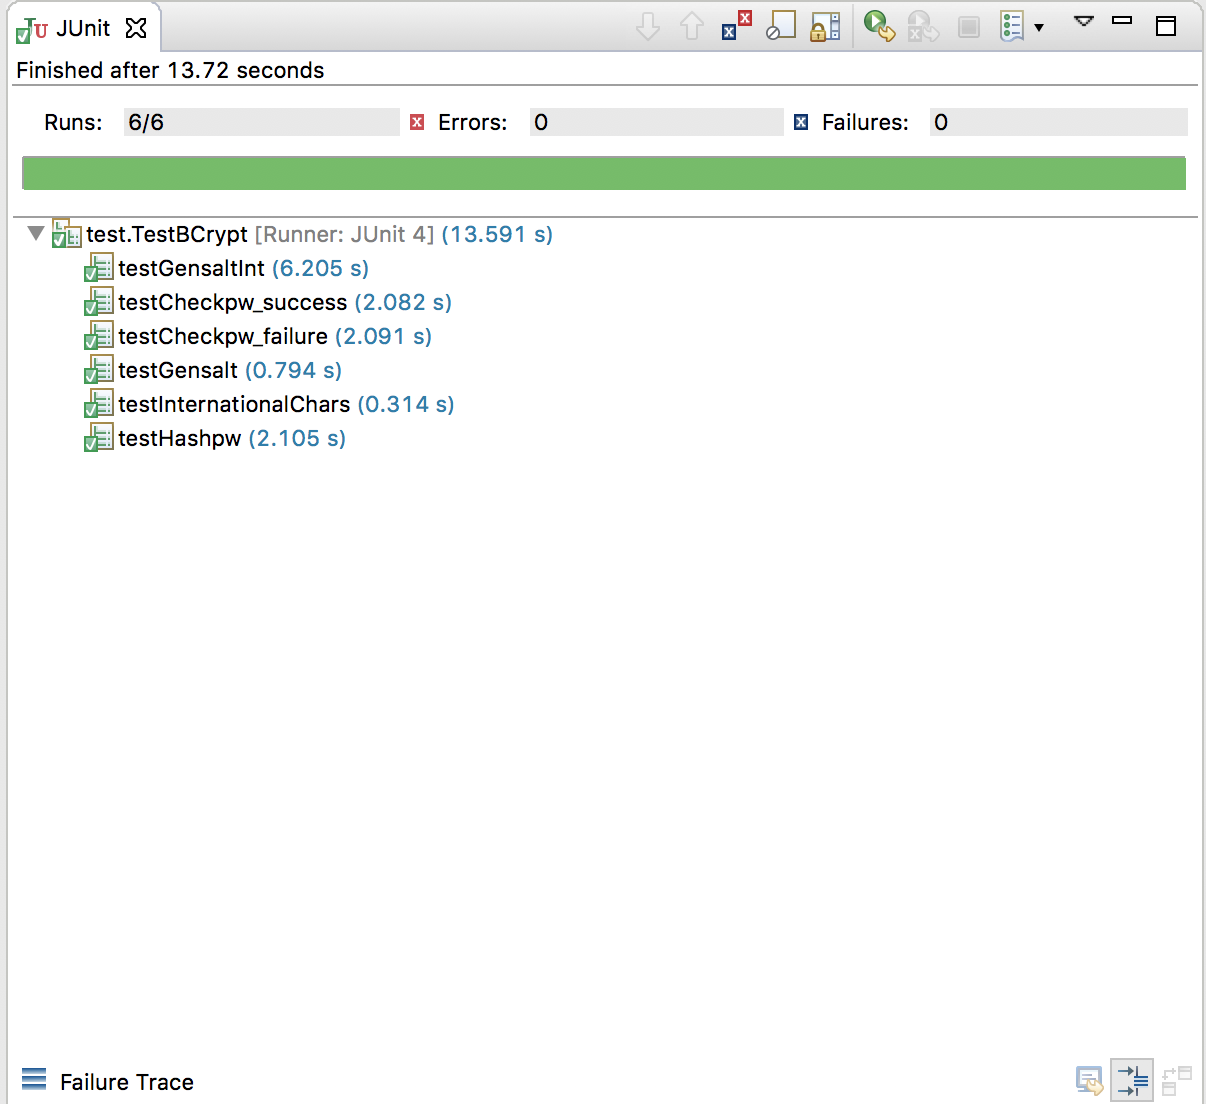 JUnit
Finished after 13.72 seconds
Runs: 6/6 Errors: 0 Failures: 0
test.TestBCrypt [Runner: JUnit 4] (13.591 s)
testGensaltInt (6.205 s)
testCheckpw_success (2.082 s)
testCheckpw_failure (2.091 s)
testGensalt (0.794 s)
testInternationalChars (0.314 s)
testHashpw (2.105 s)
Failure Trace